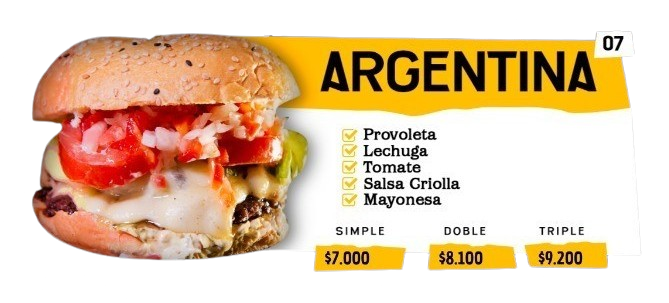 07
ARGENTINA
Provoleta
Lechuga
Tomate
Salsa Criolla
Mayonesa
SIMPLE DOBLE TRIPLE
$7.000 $8.100 $9.200